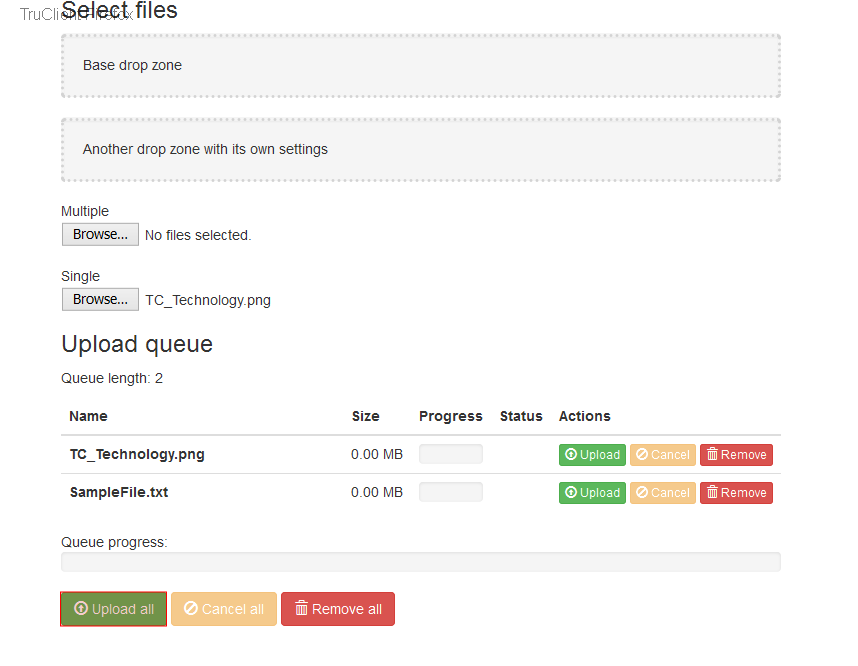 Select files
TruClient Firefox
Base drop zone
Another drop zone with its own settings
Multiple
Browse... No files selected.
Single
Browse... TC_Technology.png
Upload queue
Queue length: 2
Name Size Progress Status Actions
TC_Technology.png 0.00 MB Upload Cancel Remove
SampleFile.txt 0.00 MB Upload Cancel Remove
Queue progress:
Upload all Cancel all Remove all